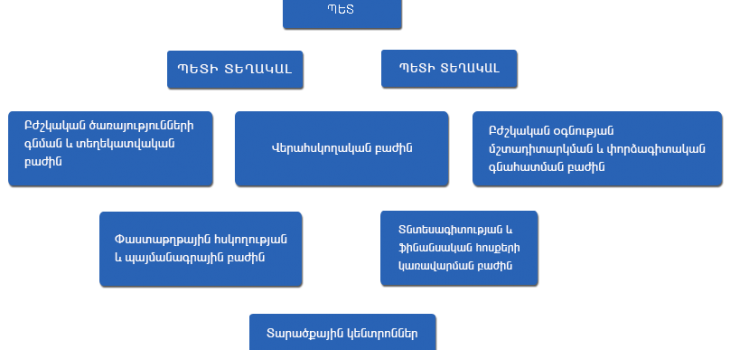 ՊԵՏ
ՊԵՏԻ ՏԵՂԱԿԱԼ
ՊԵՏԻ ՏԵՂԱԿԱԼ
Բժշկական ծառայությունների
գնման և տեղեկատվական
բաժին
Վերահսկողական բաժին
Բժշկական օգնության
մշտադիտարկման և փորձագիտական
գնահատման բաժին
Փաստաթղթային հսկողության
և պայմանագրային բաժին
Տնտեսագիտության և
ֆինանսական հոսքերի
կառավարման բաժին
Տարածքային կենտրոններ